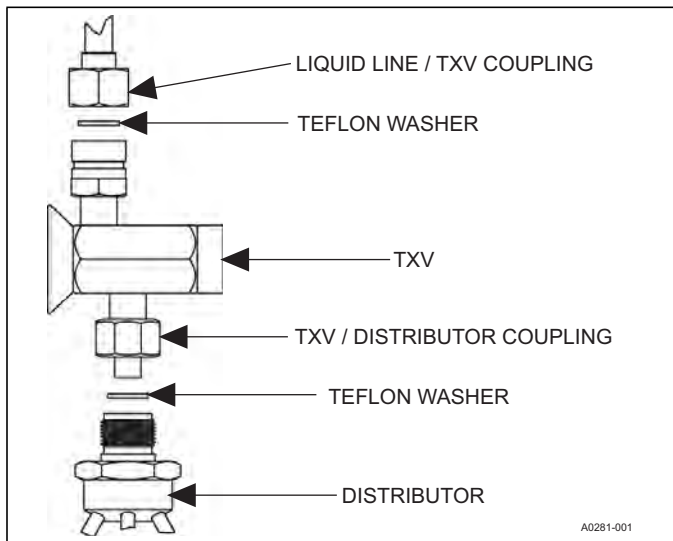 LIQUID LINE / TXV COUPLING
TEFLON WASHER
TXV
TXV / DISTRIBUTOR COUPLING
TEFLON WASHER
DISTRIBUTOR
A0281-001